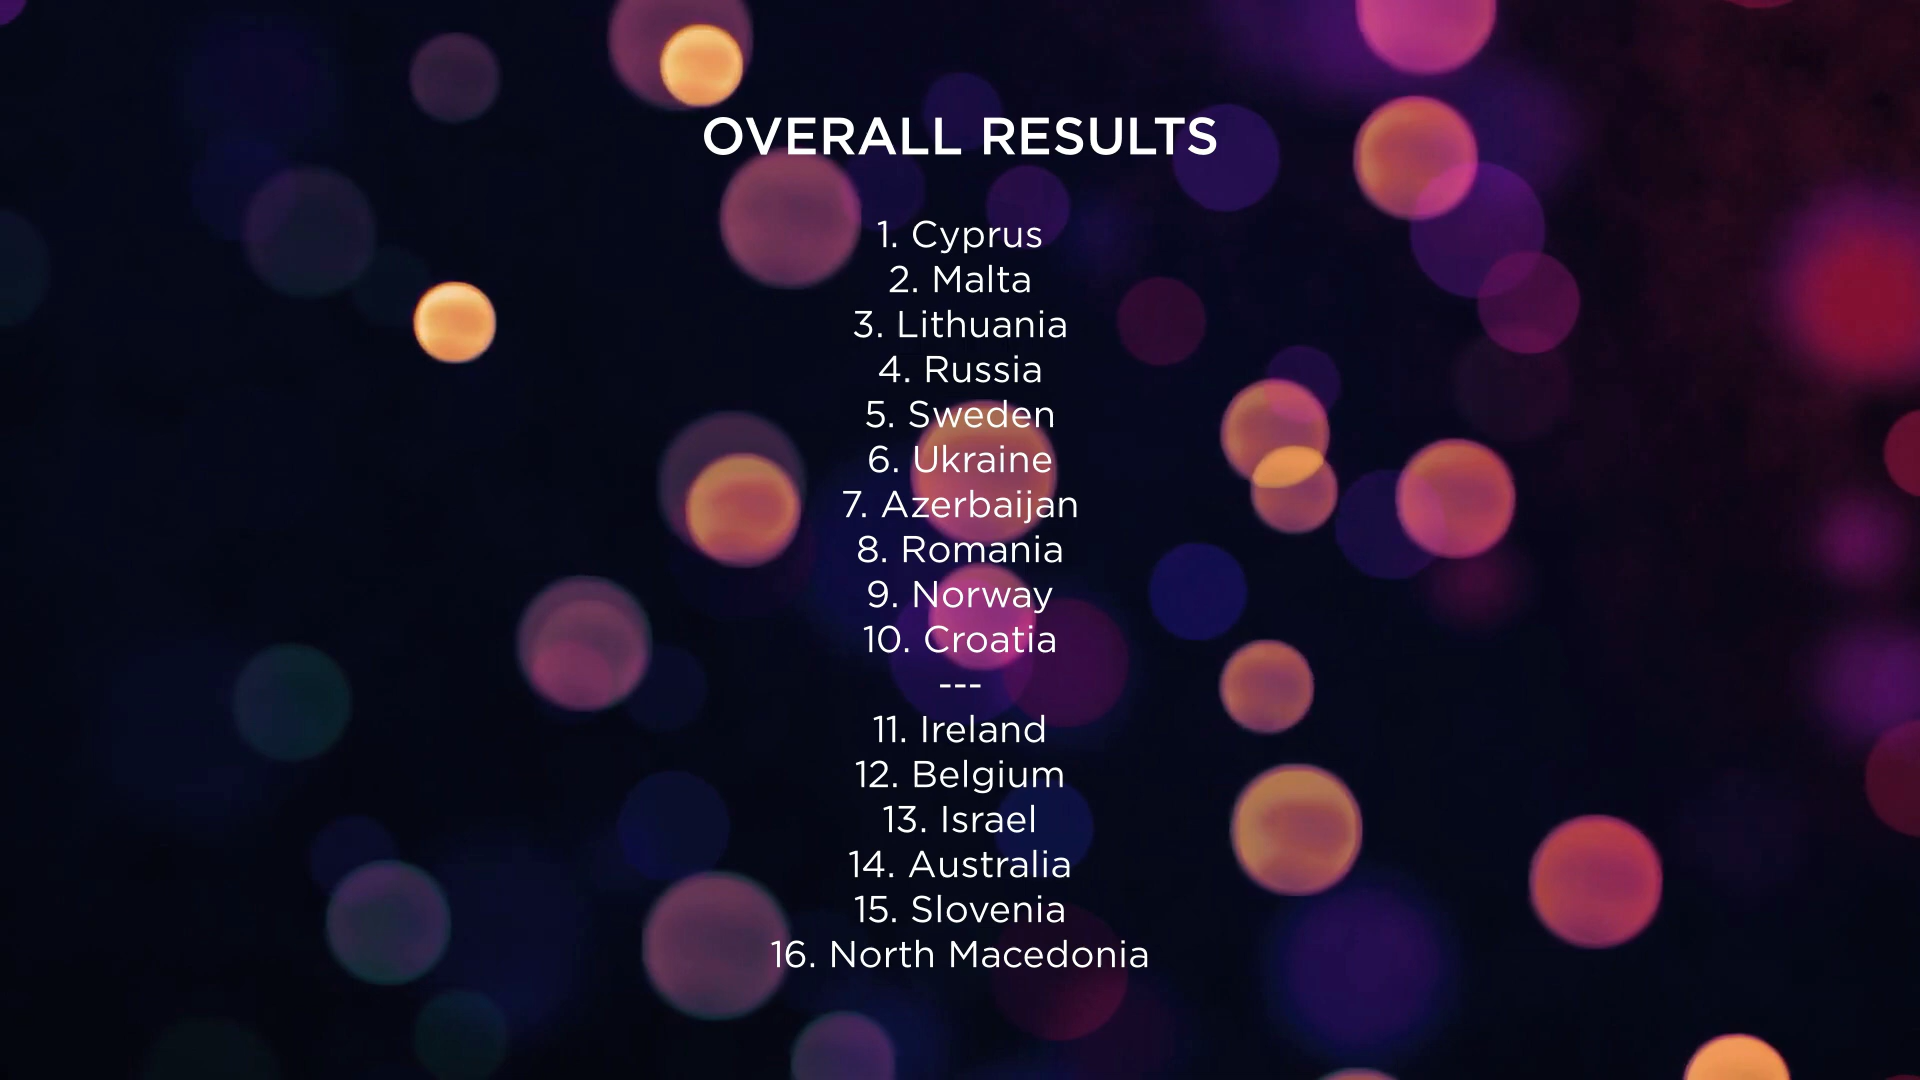 OVERALL RESULTS
1. Cyprus
2. Malta
3. Lithuania
4. Russia
5. Sweden
6. Ukraine
7. Azerbaijan
8. Romania
9. Norway
10. Croatia
---
11. Ireland
12. Belgium
13. Israel
14. Australia
15. Slovenia
16. North Macedonia